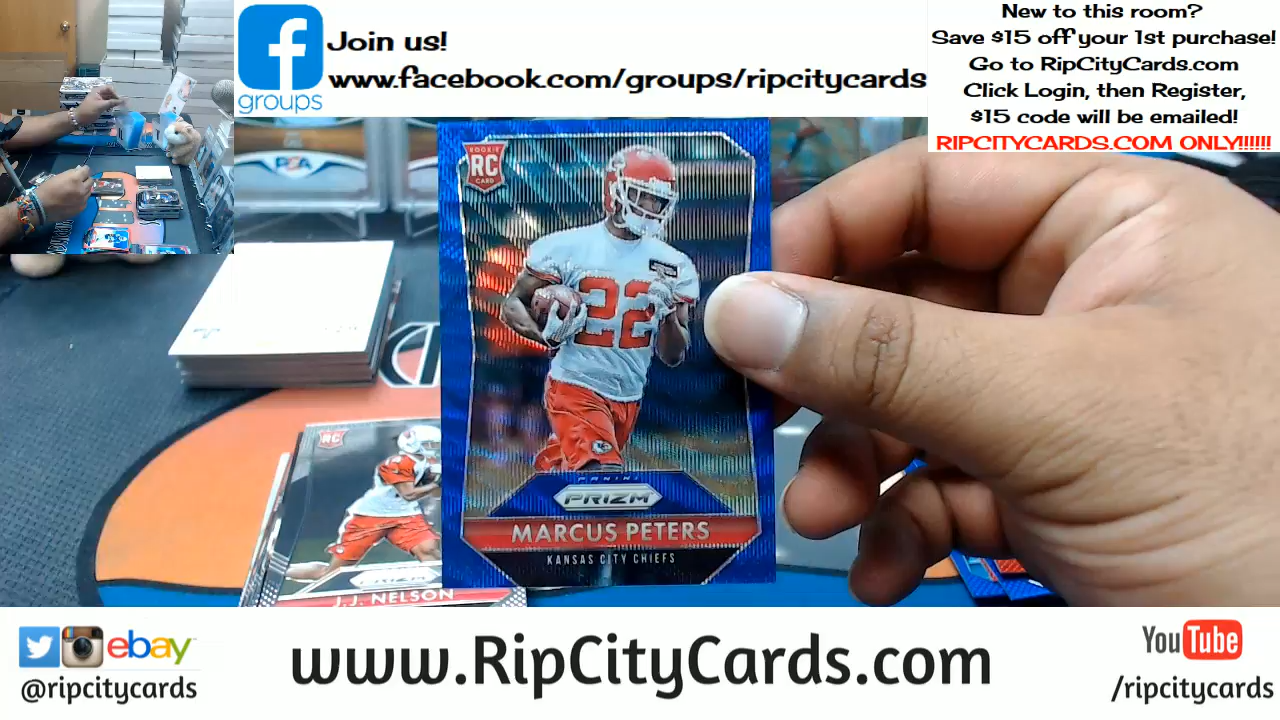 groups
Join us!
www.facebook.com/groups/ripcitycards
New to this room?
Save $15 off your 1st purchase!
Go to RipCityCards.com
Click Login, then Register,
$15 code will be emailed!
RIPCITYCARDS.COM ONLY!!!!!!
PSA
ROOKIE
RC
CARD
22
PANINI
PRIZM
MARCUS PETERS
KANSAS CITY CHIEFS
RC
PRIZM
J.J. NELSON
ebay
@ripcitycards
www.RipCityCards.com
YouTube
/ripcitycards